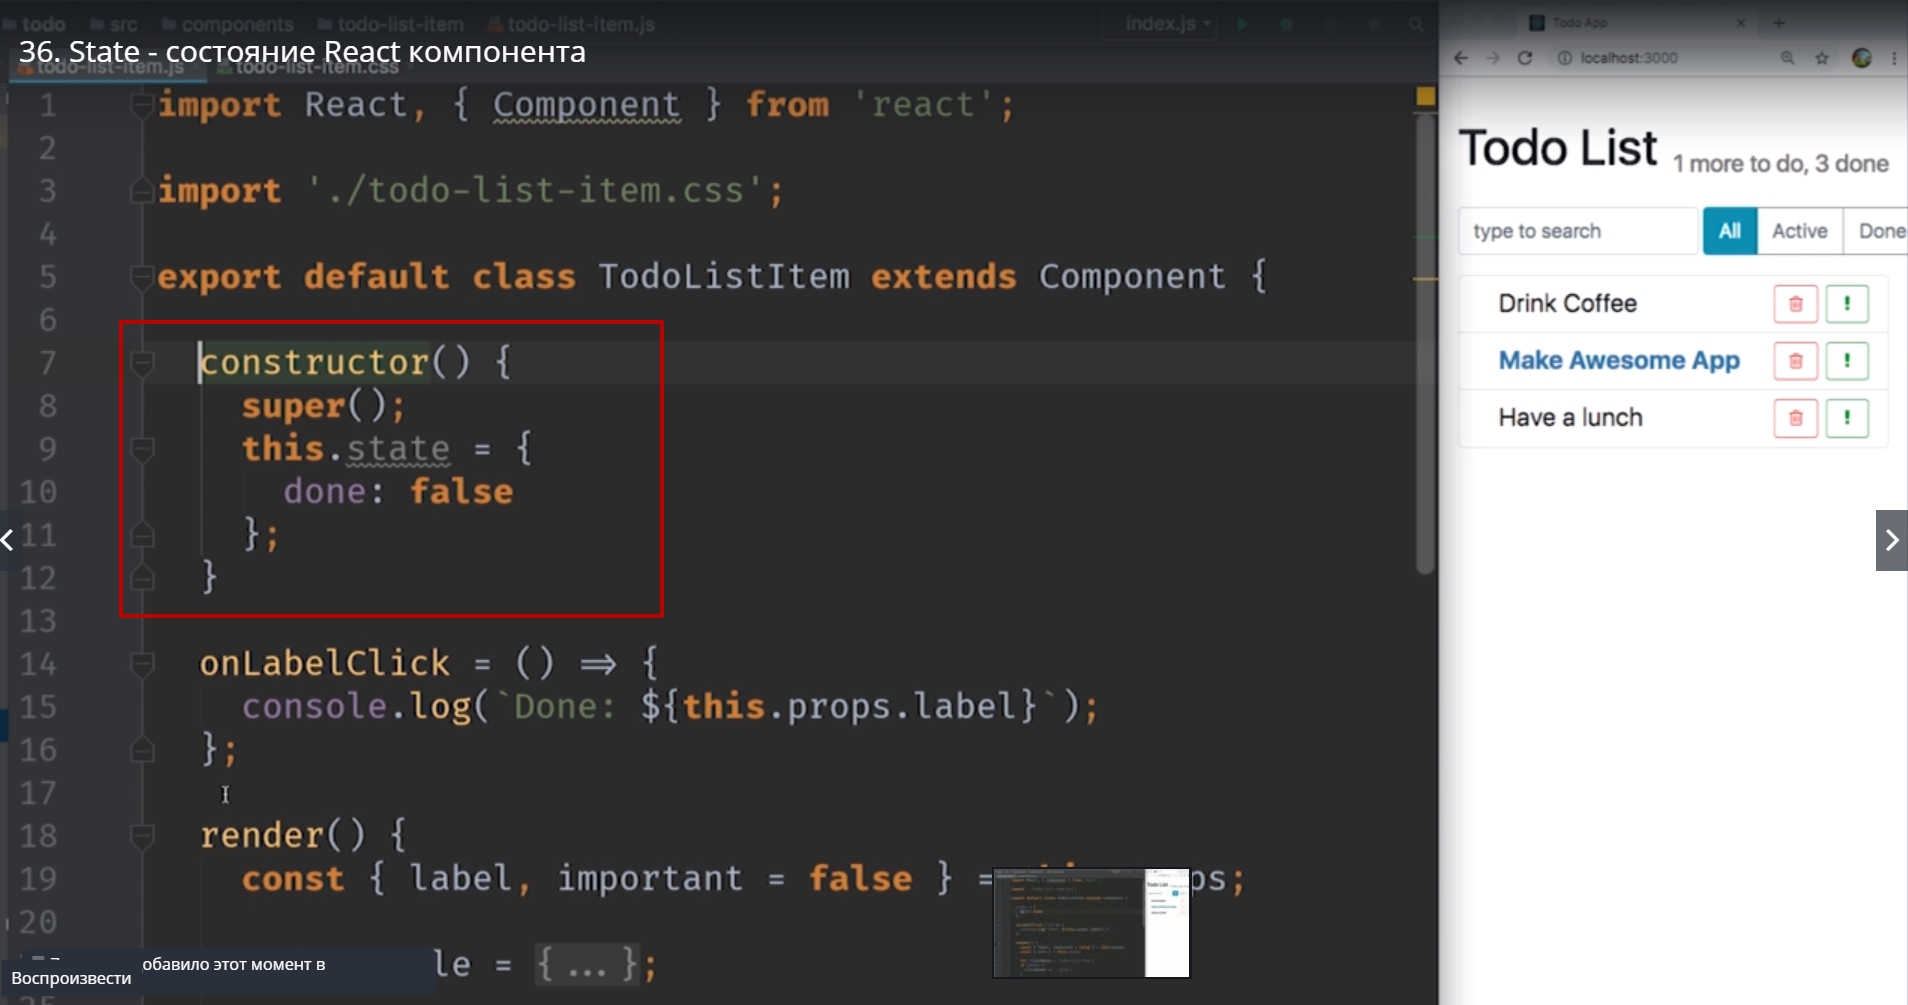 todo src components todo-list-item todo-list-item.js index.js
36. State - состояние React компонента
todo-list-item.js todo-list-item.css
1 import React, { Component } from 'react';
2
3 import './todo-list-item.css';
4
5 export default class TodoListItem extends Component {
6
7 constructor() {
8 super();
9 this.state = {
10 done: false
11 };
12 }
13
14 onLabelClick = () => {
15 console.log(`Done: ${this.props.label}`);
16 };
17
18 render() {
19 const { label, important = false } = ps;
20
le = {...};
обавило этот момент в
Воспроизвести
Todo App
localhost:3000
Todo List 1 more to do, 3 done
type to search All Active Done
Drink Coffee
Make Awesome App
Have a lunch